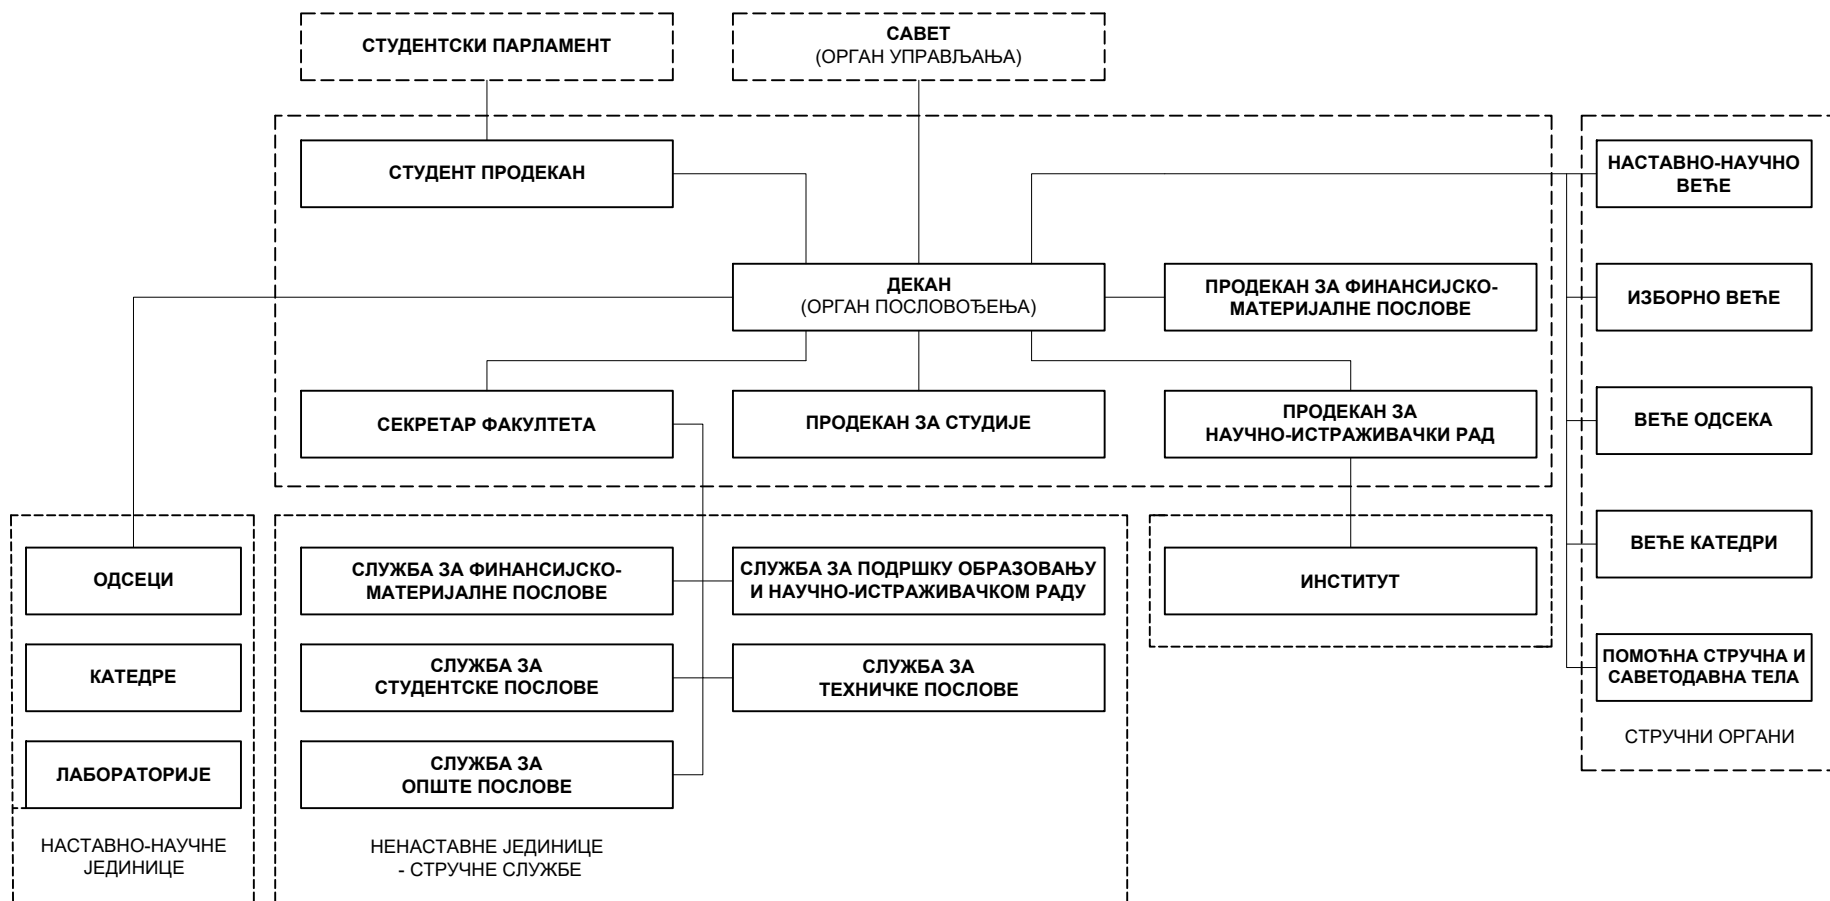 СТУДЕНТСКИ ПАРЛАМЕНТ
САВЕТ
(ОРГАН УПРАВЉАЊА)
СТУДЕНТ ПРОДЕКАН
НАСТАВНО-НАУЧНО
ВЕЋЕ
ДЕКАН
(ОРГАН ПОСЛОВОЂЕЊА)
ПРОДЕКАН ЗА ФИНАНСИЈСКО-
МАТЕРИЈАЛНЕ ПОСЛОВЕ
ИЗБОРНО ВЕЋЕ
СЕКРЕТАР ФАКУЛТЕТА
ПРОДЕКАН ЗА СТУДИЈЕ
ПРОДЕКАН ЗА
НАУЧНО-ИСТРАЖИВАЧКИ РАД
ВЕЋЕ ОДСЕКА
ВЕЋЕ КАТЕДРИ
ОДСЕЦИ
СЛУЖБА ЗА ФИНАНСИЈСКО-
МАТЕРИЈАЛНЕ ПОСЛОВЕ
СЛУЖБА ЗА ПОДРШКУ ОБРАЗОВАЊУ
И НАУЧНО-ИСТРАЖИВАЧКОМ РАДУ
ИНСТИТУТ
КАТЕДРЕ
СЛУЖБА ЗА
СТУДЕНТСКЕ ПОСЛОВЕ
СЛУЖБА ЗА
ТЕХНИЧКЕ ПОСЛОВЕ
ПОМОЋНА СТРУЧНА И
САВЕТОДАВНА ТЕЛА
СТРУЧНИ ОРГАНИ
ЛАБОРАТОРИЈЕ
СЛУЖБА ЗА
ОПШТЕ ПОСЛОВЕ
НАСТАВНО-НАУЧНЕ
ЈЕДИНИЦЕ
НЕНАСТАВНЕ ЈЕДИНИЦЕ
- СТРУЧНЕ СЛУЖБЕ